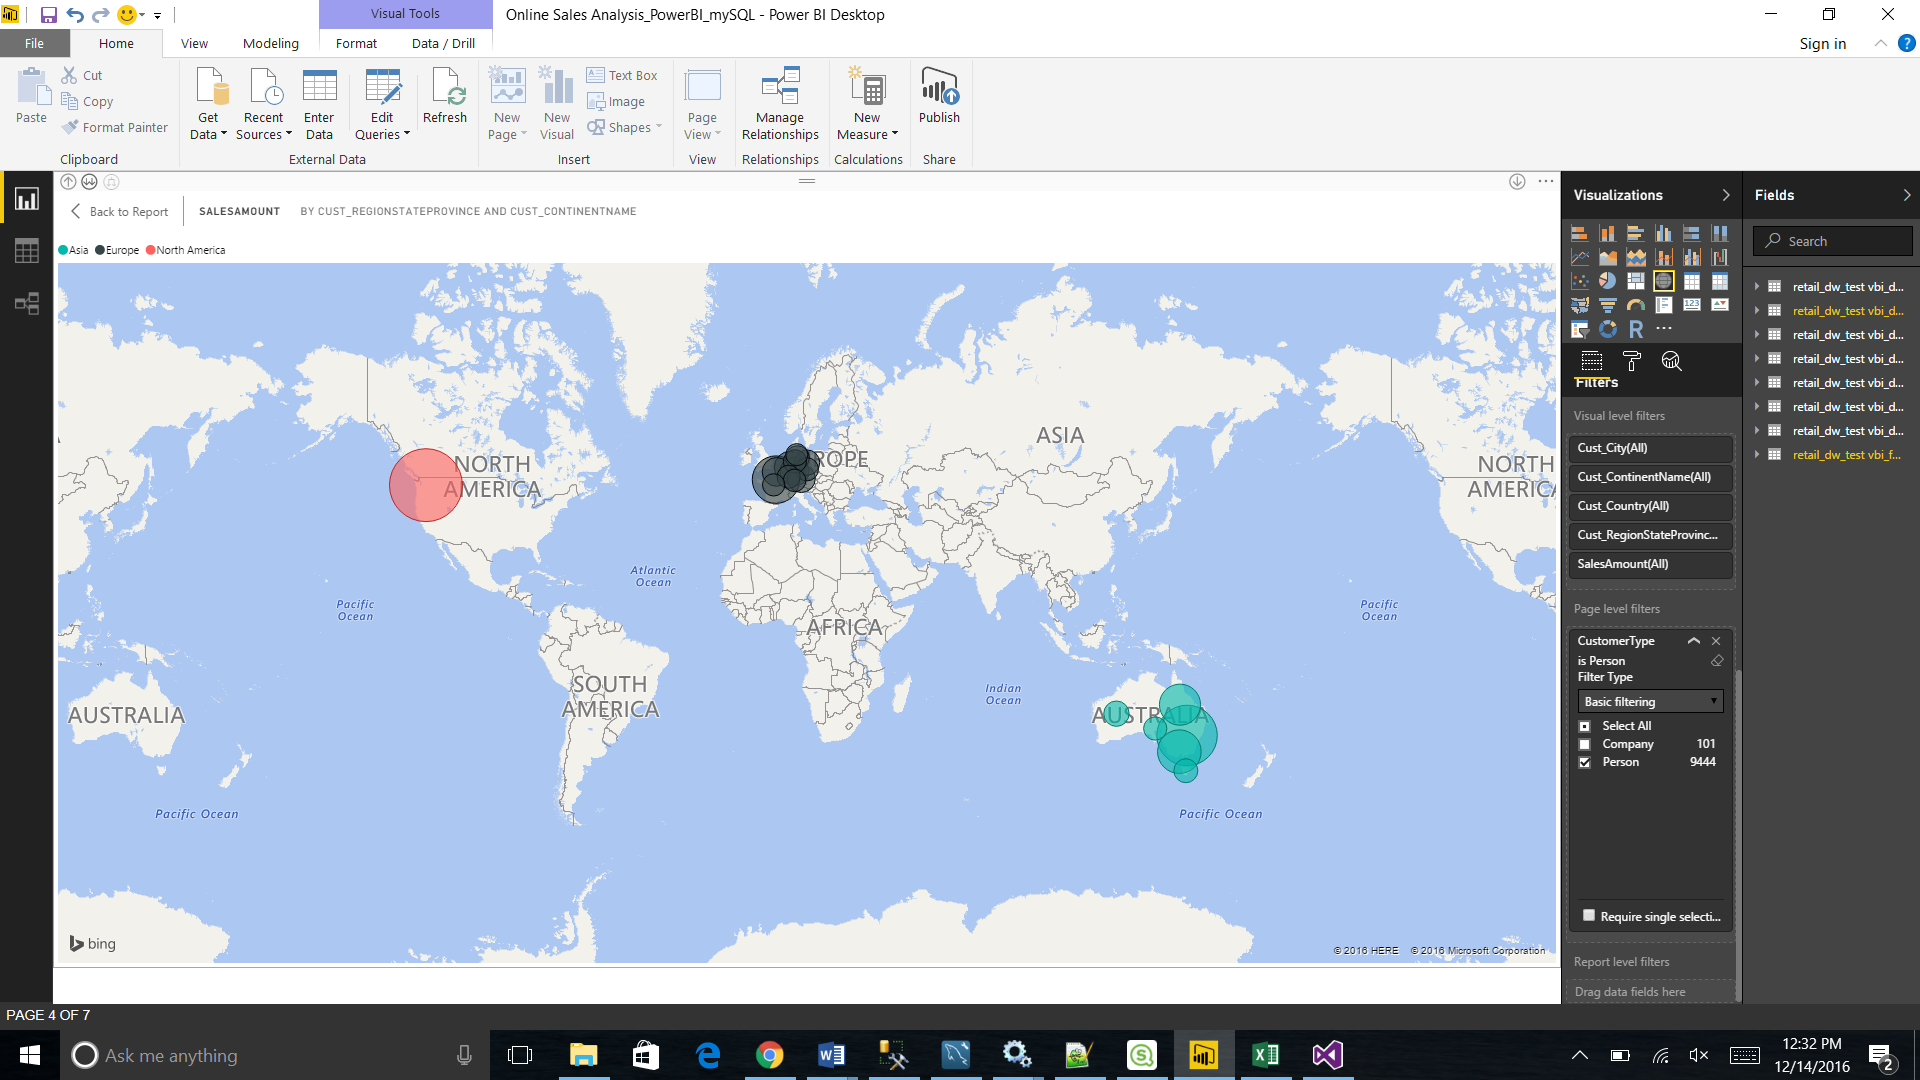 Visual Tools
Online Sales Analysis_PowerBI_mySQL - Power BI Desktop
File
Home
View
Modeling
Format
Data / Drill
Sign in
Paste
Cut
Copy
Format Painter
Clipboard
Get Data
Recent Sources
Enter Data
Edit Queries
Refresh
External Data
New Page
New Visual
Text Box
Image
Shapes
Insert
Page View
View
Manage Relationships
Relationships
New Measure
Calculations
Publish
Share
Back to Report
SALESAMOUNT
BY CUST_REGIONSTATEPROVINCE AND CUST_CONTINENTNAME
Asia
Europe
North America
NORTH AMERICA
ROPE
ASIA
NORTH AMERICA
Atlantic Ocean
Pacific Ocean
AFRICA
Pacific Ocean
SOUTH AMERICA
Indian Ocean
AUSTRALIA
AUSTRALIA
Pacific Ocean
Pacific Ocean
bing
© 2016 HERE
© 2016 Microsoft Corporation
Visualizations
123
R
Filters
Visual level filters
Cust_City(All)
Cust_ContinentName(All)
Cust_Country(All)
Cust_RegionStateProvinc...
SalesAmount(All)
Page level filters
CustomerType
is Person
Filter Type
Basic filtering
Select All
Company 101
Person 9444
Require single selecti...
Report level filters
Drag data fields here
Fields
Search
retail_dw_test vbi_d...
retail_dw_test vbi_d...
retail_dw_test vbi_d...
retail_dw_test vbi_d...
retail_dw_test vbi_d...
retail_dw_test vbi_d...
retail_dw_test vbi_d...
retail_dw_test vbi_f...
PAGE 4 OF 7
Ask me anything
12:32 PM
12/14/2016
2